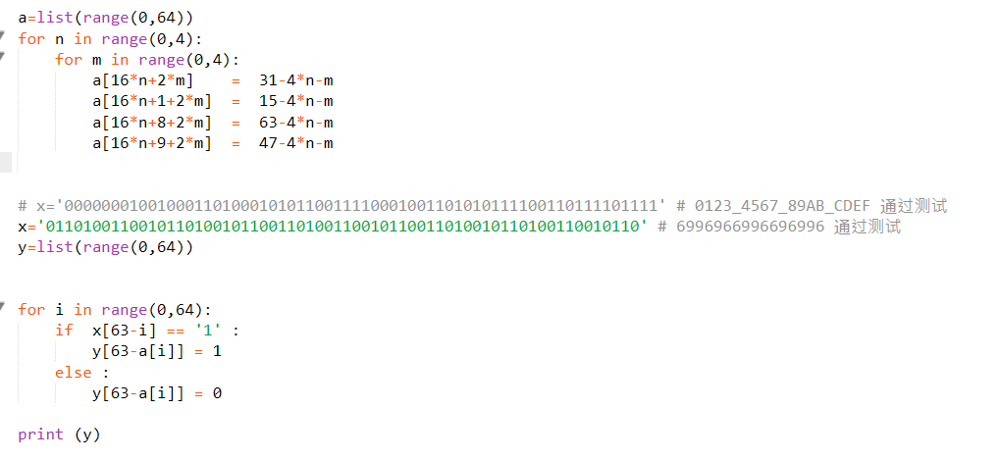 a=list(range(0,64))
for n in range(0,4):
    for m in range(0,4):
        a[16*n+2*m]    =  31-4*n-m
        a[16*n+1+2*m]  =  15-4*n-m
        a[16*n+8+2*m]  =  63-4*n-m
        a[16*n+9+2*m]  =  47-4*n-m
# x='0000000100100011010001010110011110001001101010111100110111101111' # 0123_4567_89AB_CDEF 通过测试
x='0110100110010110100101100110100110010110011010010110100110010110' # 6996966996696996 通过测试
y=list(range(0,64))
for i in range(0,64):
    if  x[63-i] == '1' :
        y[63-a[i]] = 1
    else :
        y[63-a[i]] = 0
print (y)